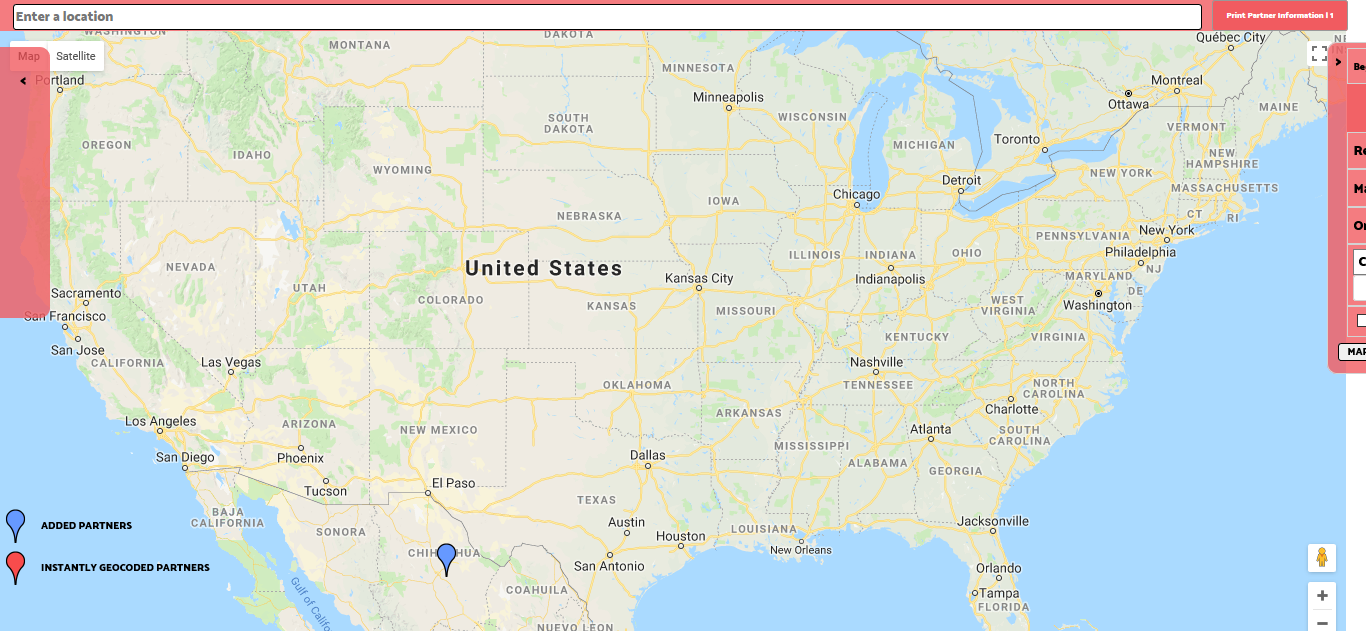 Enter a location
Print Partner Information | 1
WASHINGTON
MONTANA
DAKOTA
Québec City
Map
Satellite
Portland
MINNESOTA
Montreal
Minneapolis
Ottawa
MAINE
OREGON
SOUTH
DAKOTA
WISCONSIN
MICHIGAN
Toronto
VERMONT
IDAHO
WYOMING
NEW
HAMPSHIRE
NEW YORK
Detroit
MASSACHUSETTS
Chicago
IOWA
NEBRASKA
CT
RI
New York
PENNSYLVANIA
Philadelphia
NEVADA
United States
ILLINOIS
INDIANA
OHIO
NJ
Kansas City
Indianapolis
MARYLAND
DE
UTAH
COLORADO
Sacramento
San Francisco
KANSAS
MISSOURI
WEST
VIRGINIA
Washington
KENTUCKY
VIRGINIA
San Jose
CALIFORNIA
Las Vegas
Nashville
OKLAHOMA
TENNESSEE
NORTH
CAROLINA
Charlotte
ARKANSAS
Los Angeles
ARIZONA
NEW MEXICO
Atlanta
SOUTH
CAROLINA
MISSISSIPPI
San Diego
Phoenix
Dallas
ALABAMA
GEORGIA
Tucson
El Paso
TEXAS
BAJA
CALIFORNIA
ADDED PARTNERS
SONORA
Austin
Houston
LOUISIANA
Jacksonville
New Orleans
INSTANTLY GEOCODED PARTNERS
San Antonio
Orlando
COAHUILA
Tampa
FLORIDA
NUEVO LEON
Gulf of Califo
MAP